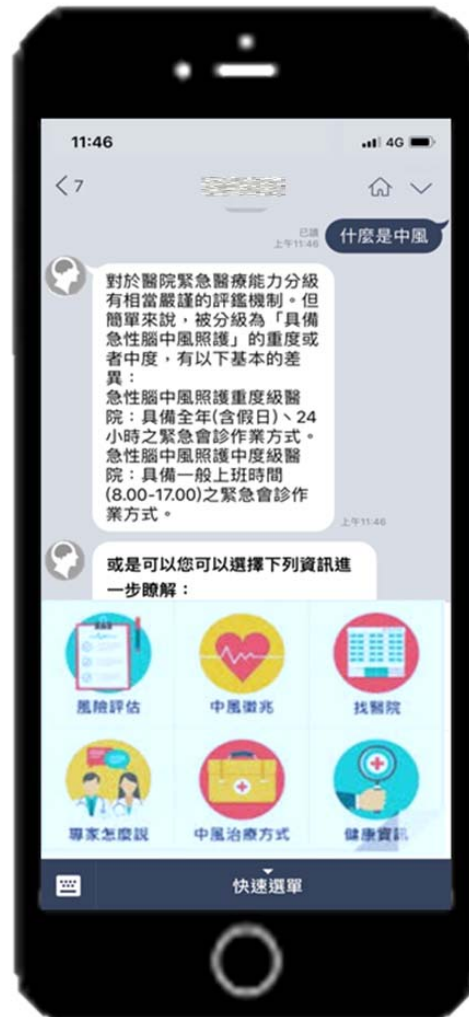 11:46
4G
7
已讀
上午11:46
什麼是中風
對於醫院緊急醫療能力分級
有相當嚴謹的評鑑機制。但
簡單來說，被分級為「具備
急性腦中風照護」的重度或
者中度，有以下基本的差
異：
急性腦中風照護重度級醫
院：具備全年(含假日)、24
小時之緊急會診作業方式。
急性腦中風照護中度級醫
院：具備一般上班時間
(8.00-17.00)之緊急會診作
業方式。
上午11:46
或是可以您可以選擇下列資訊進
一步瞭解：
風險評估
中風徵兆
找醫院
專家怎麼說
中風治療方式
健康資訊
快速選單